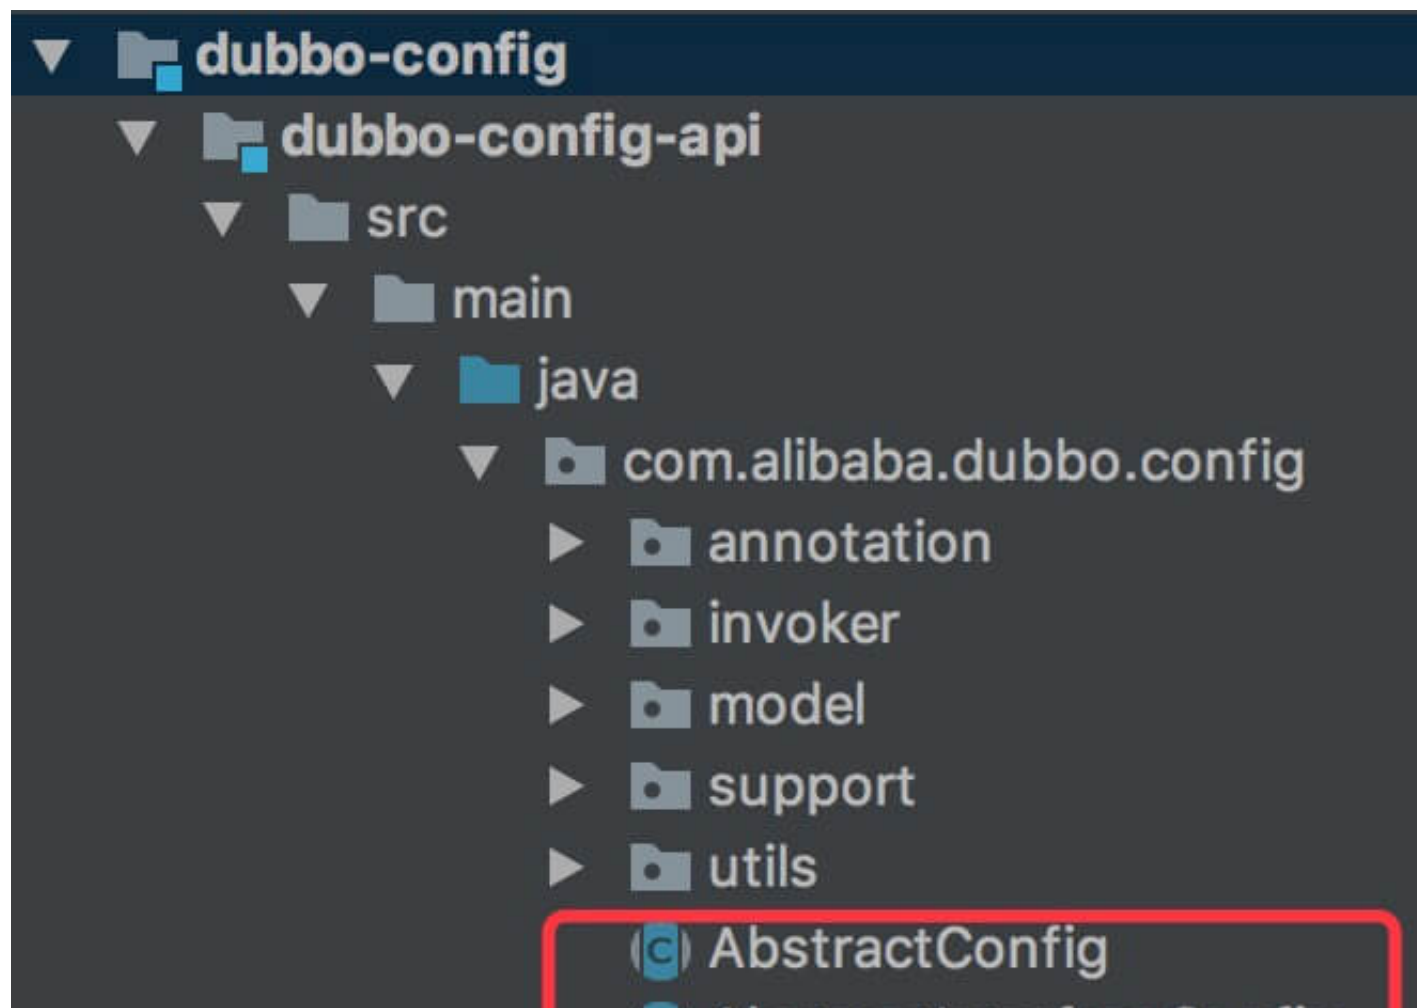 dubbo-config
dubbo-config-api
src
main
java
com.alibaba.dubbo.config
annotation
invoker
model
support
utils
AbstractConfig